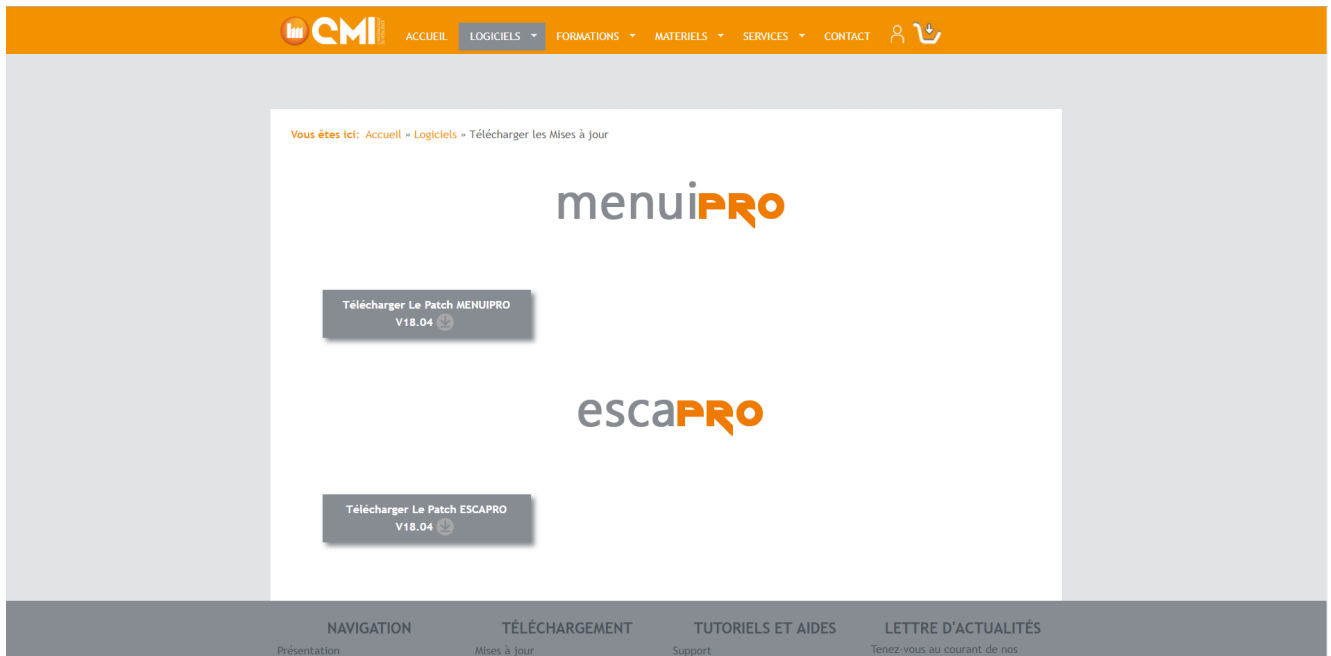 CMI
ACCUEIL LOGICIELS FORMATIONS MATERIELS SERVICES CONTACT
Vous êtes ici: Accueil » Logiciels » Télécharger les Mises à jour
menuiPRO
Télécharger Le Patch MENUIPRO
V18.04
escaPRO
Télécharger Le Patch ESCAPRO
V18.04
NAVIGATION TÉLÉCHARGEMENT TUTORIELS ET AIDES LETTRE D'ACTUALITÉS
Présentation Mises à jour Support Tenez-vous au courant de nos